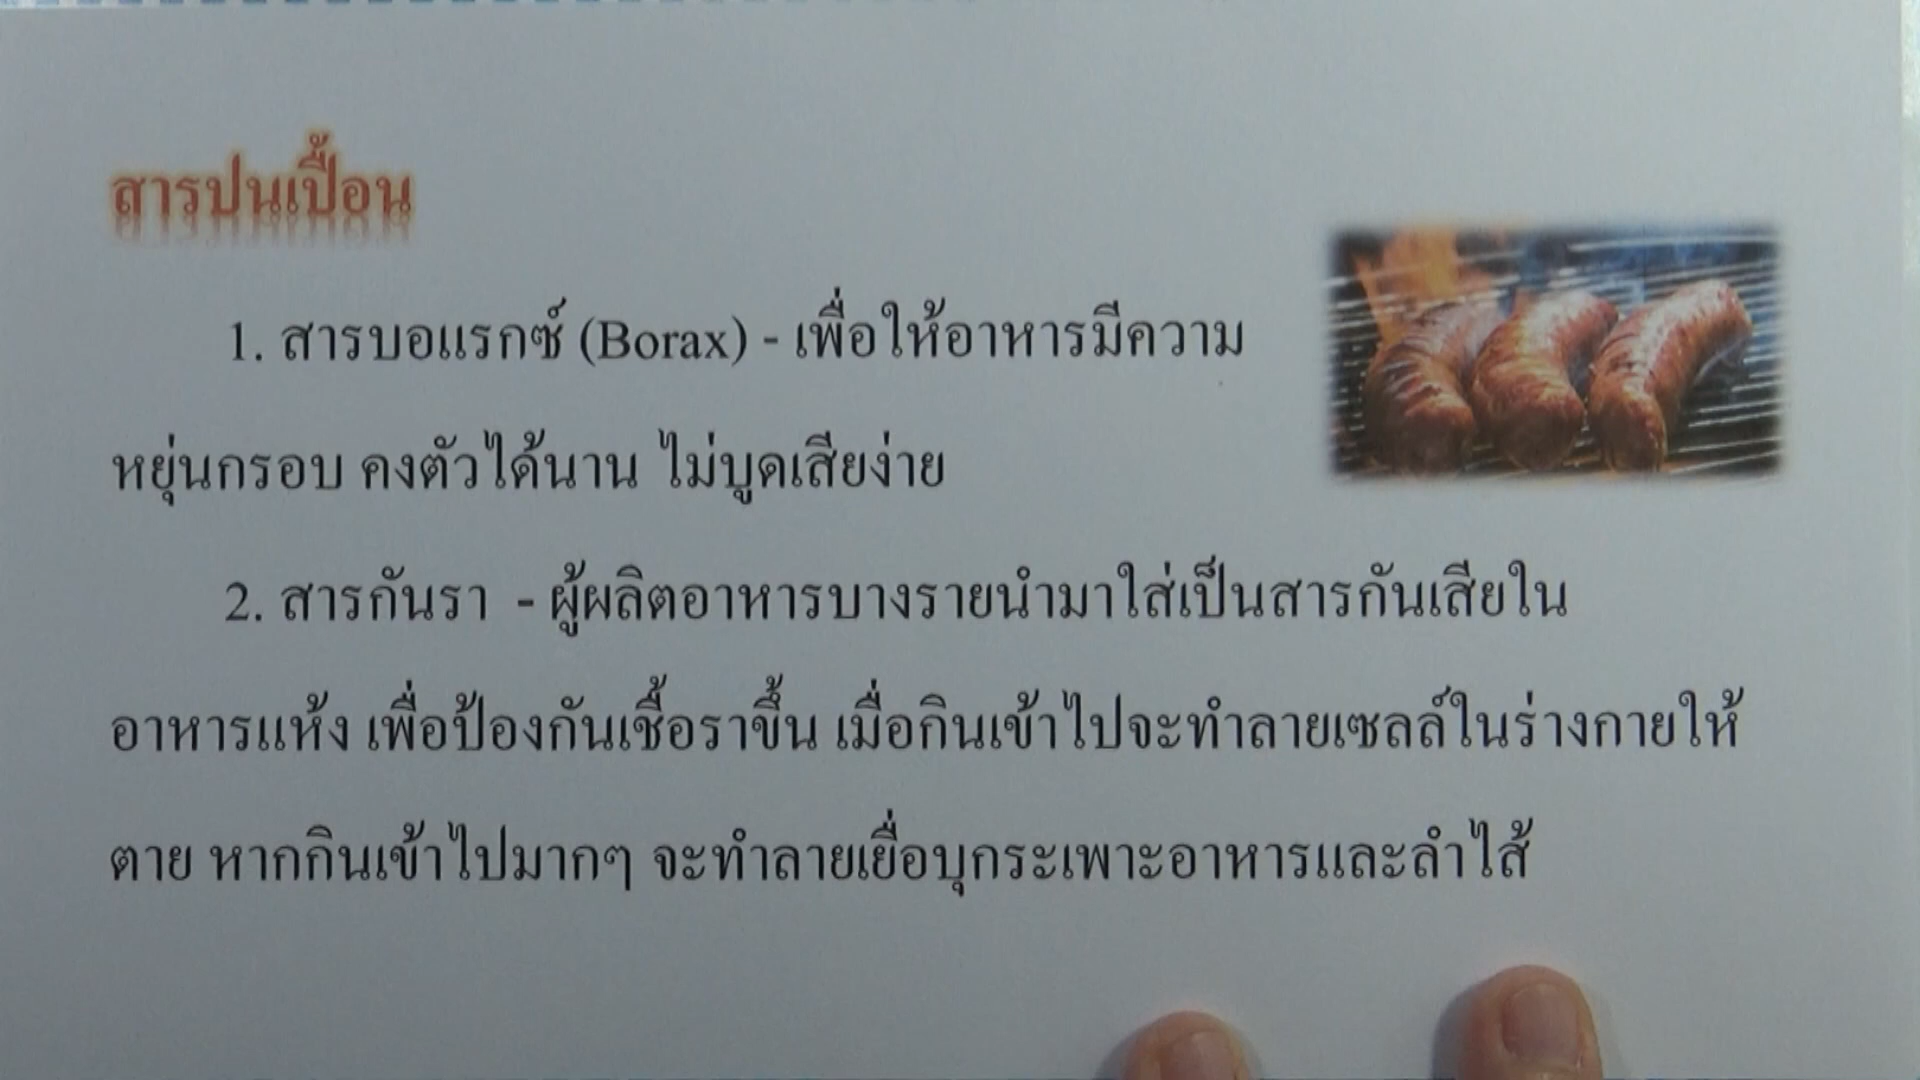 สารปนเปื้อน
1. สารบอแรกซ์ (Borax) - เพื่อให้อาหารมีความ
หยุ่นกรอบ คงตัวได้นาน ไม่บูดเสียง่าย
2. สารกันรา - ผู้ผลิตอาหารบางรายนำมาใส่เป็นสารกันเสียใน
อาหารแห้ง เพื่อป้องกันเชื้อราขึ้น เมื่อกินเข้าไปจะทำลายเซลล์ในร่างกายให้
ตาย หากกินเข้าไปมากๆ จะทำลายเยื่อบุกระเพาะอาหารและลำไส้